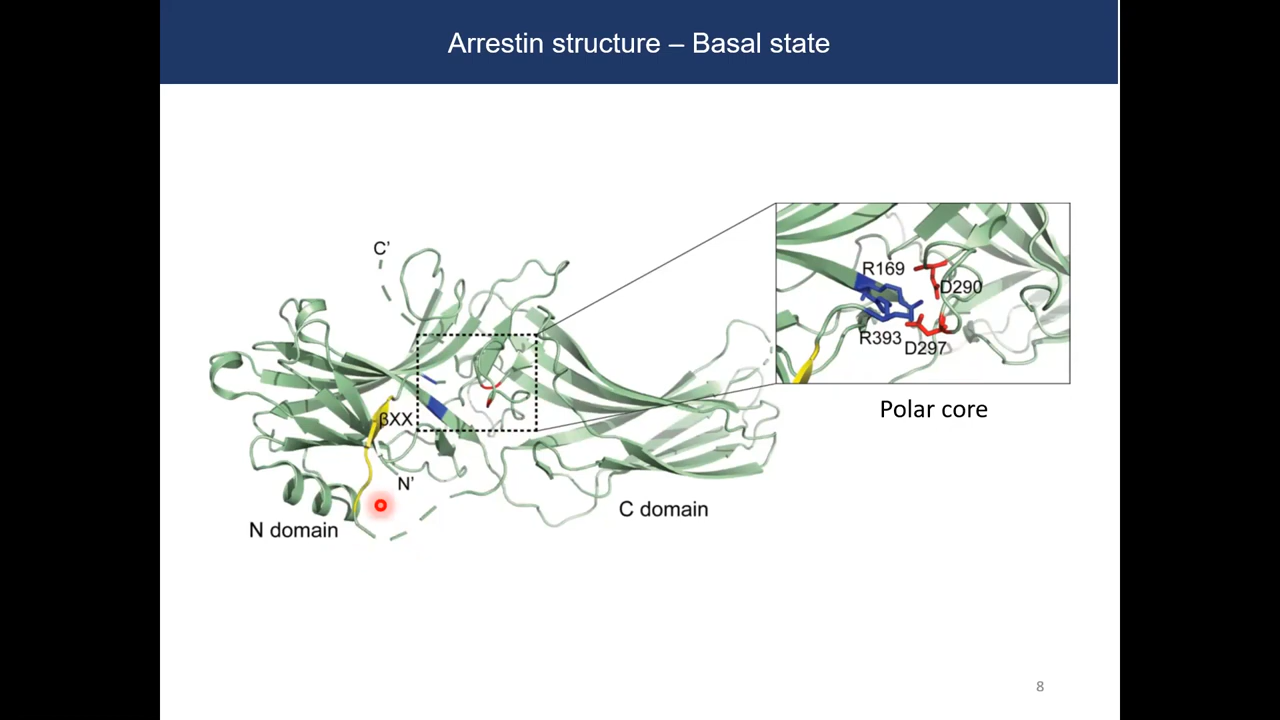 Arrestin structure – Basal state
C’
βXX
N’
N domain
C domain
R169
D290
R393
D297
Polar core
8